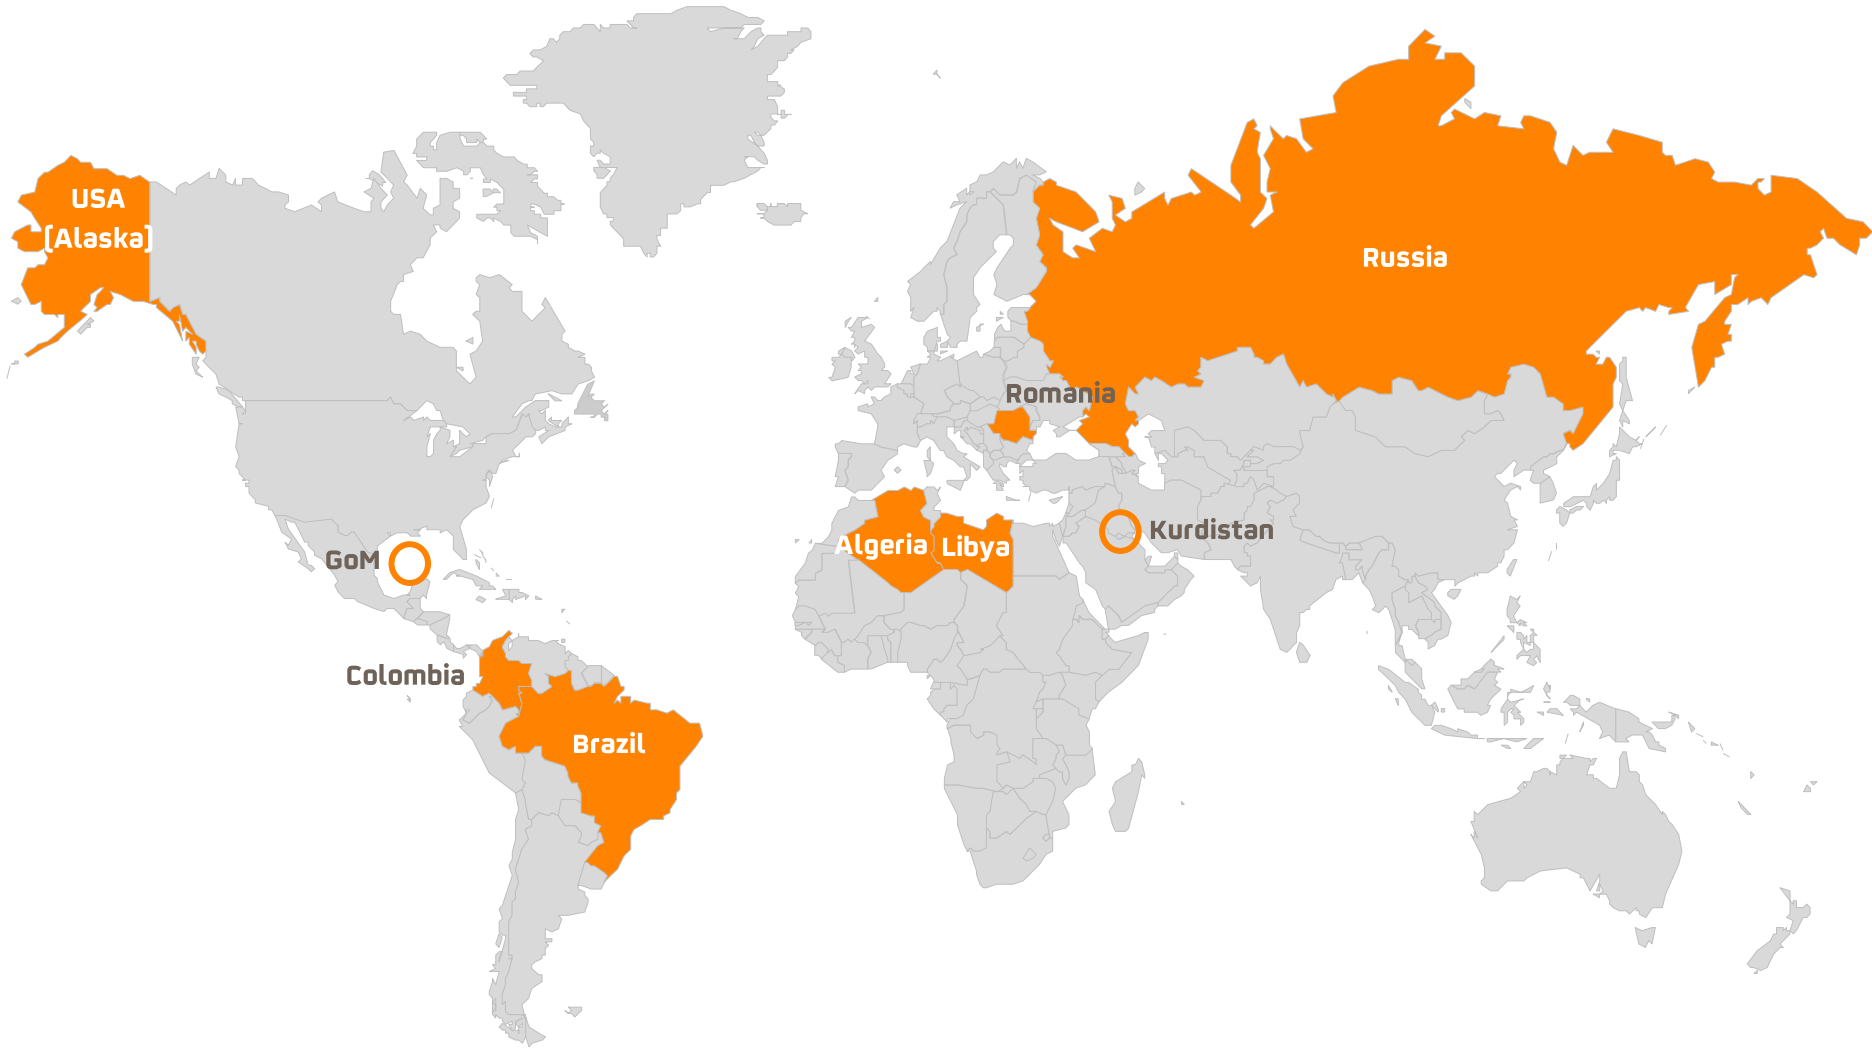 USA
[Alaska]
Russia
Romania
Kurdistan
Algeria
Libya
GoM
Colombia
Brazil